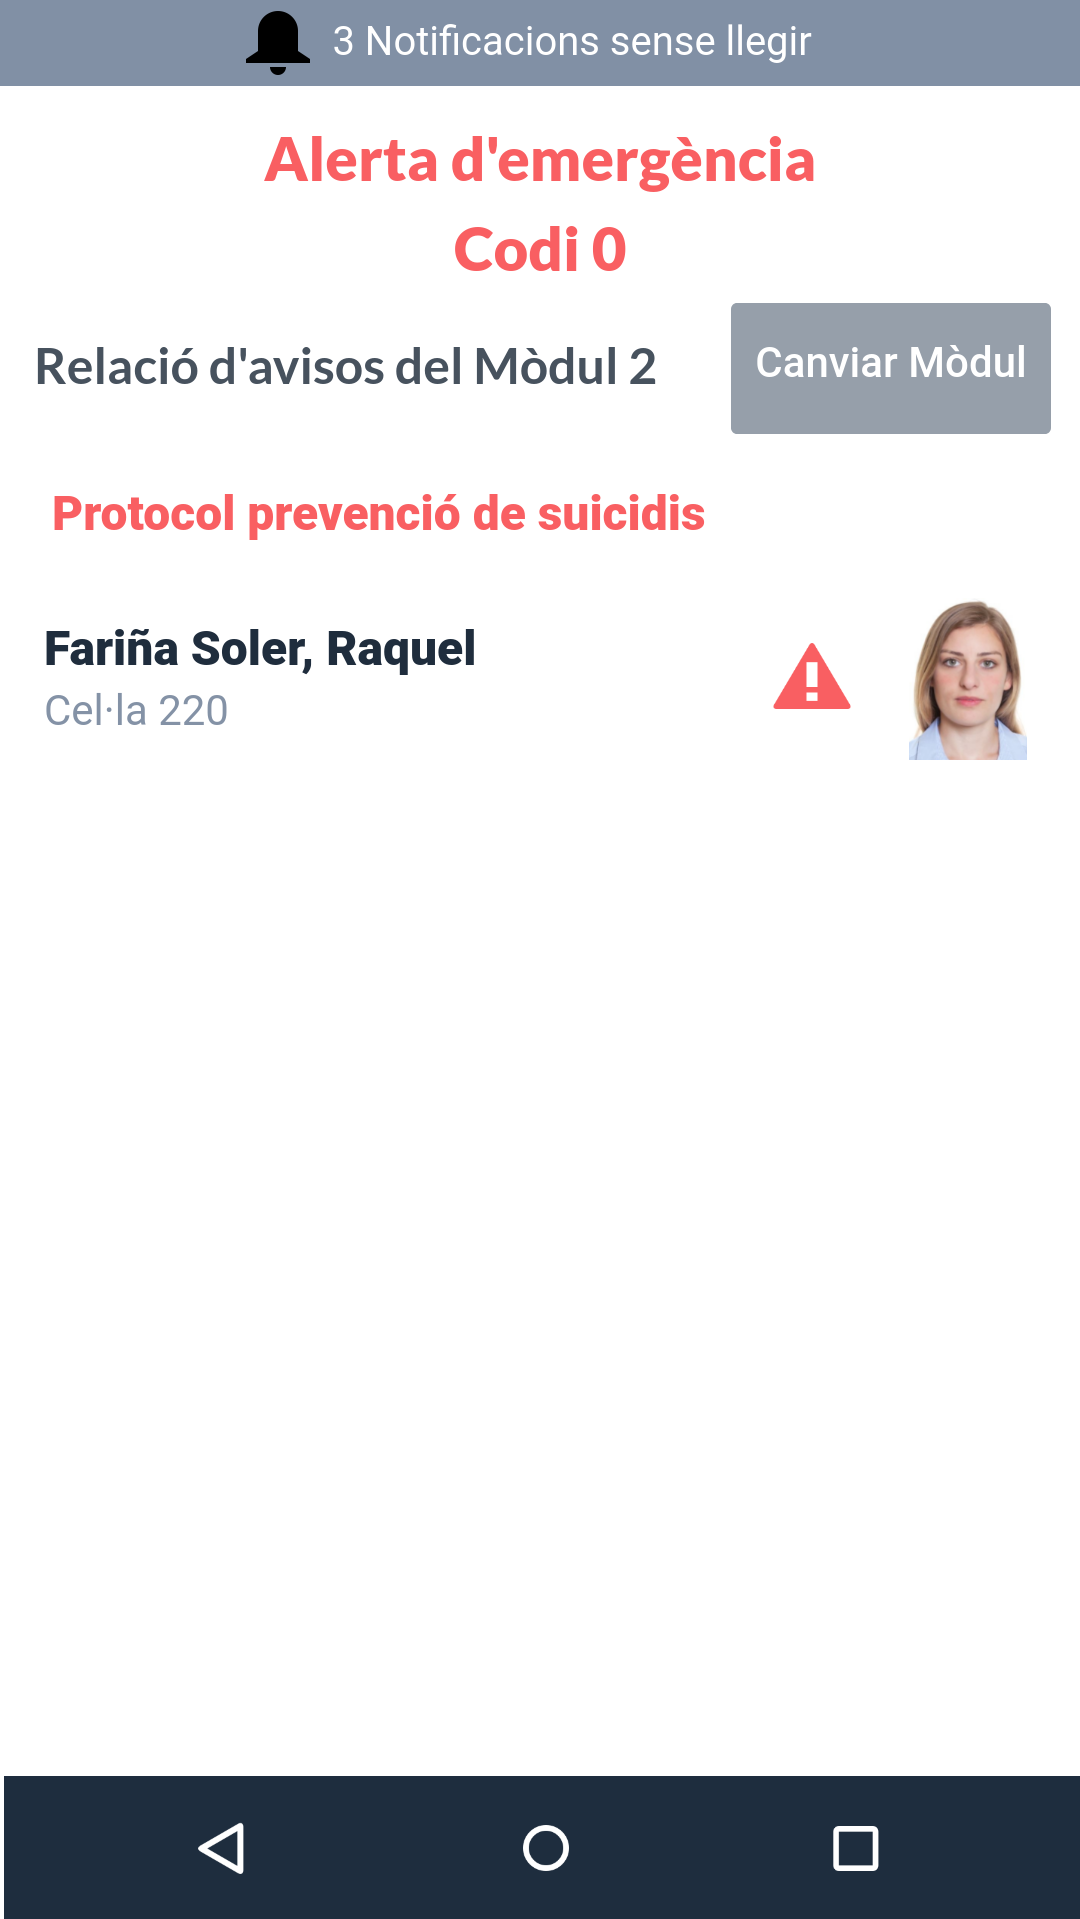 3 Notificacions sense llegir
Alerta d'emergència
Codi 0
Relació d'avisos del Mòdul 2
Canviar Mòdul
Protocol prevenció de suicidis
Fariña Soler, Raquel
Cel·la 220